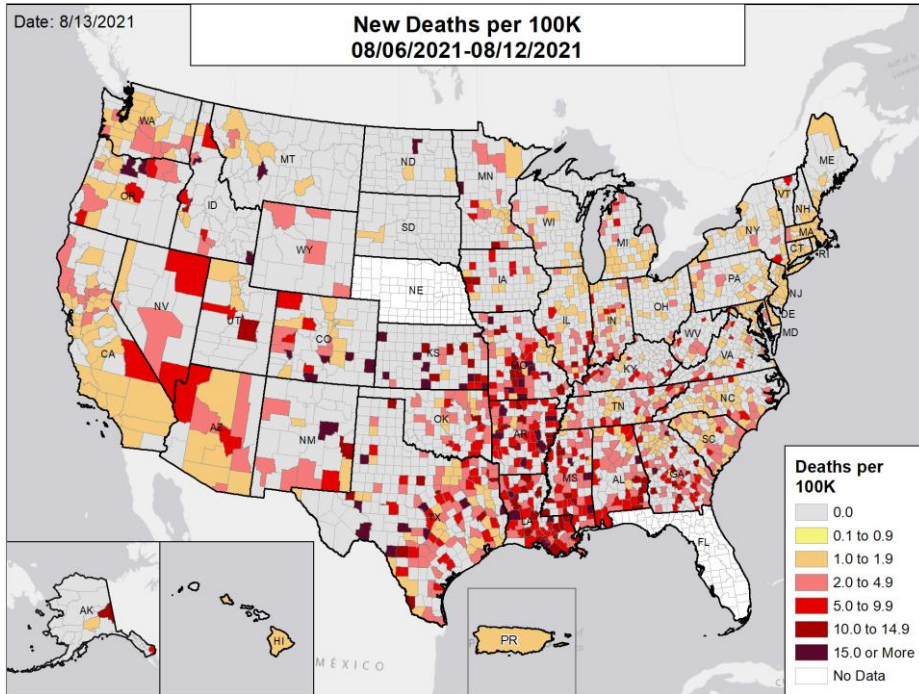 Date: 8/13/2021
New Deaths per 100K
08/06/2021-08/12/2021
WA
MT
ND
MN
ME
VT
NH
OR
ID
SD
WI
MI
NY
MA
CT
RI
WY
IA
PA
NJ
NV
NE
IL
IN
OH
DE
MD
UT
CO
WV
VA
CA
KS
MO
KY
NC
TN
AZ
NM
OK
AR
SC
MS
AL
GA
LA
FL
AK
HI
PR
MÉXICO
Deaths per
100K
0.0
0.1 to 0.9
1.0 to 1.9
2.0 to 4.9
5.0 to 9.9
10.0 to 14.9
15.0 or More
No Data